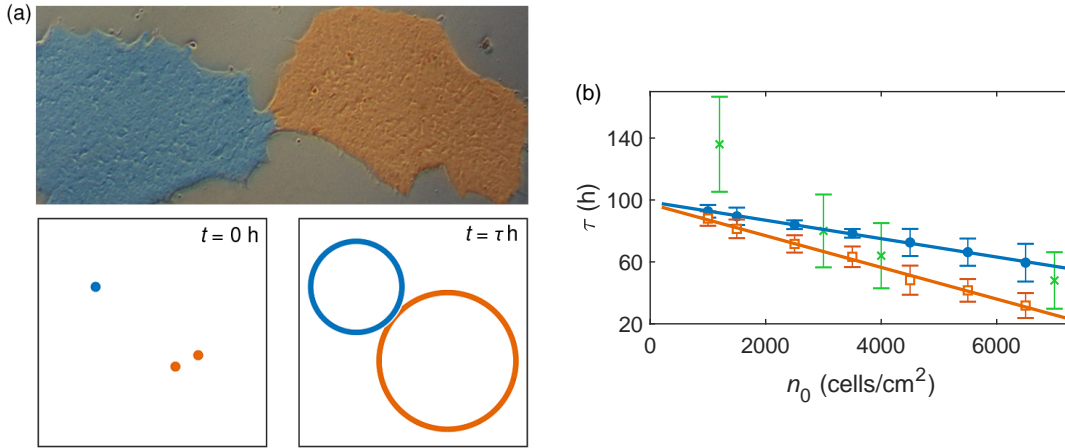 (a)
t = 0 h
t = τ h
(b)
τ (h)
140
100
60
20
0
2000
4000
6000
n0 (cells/cm2)